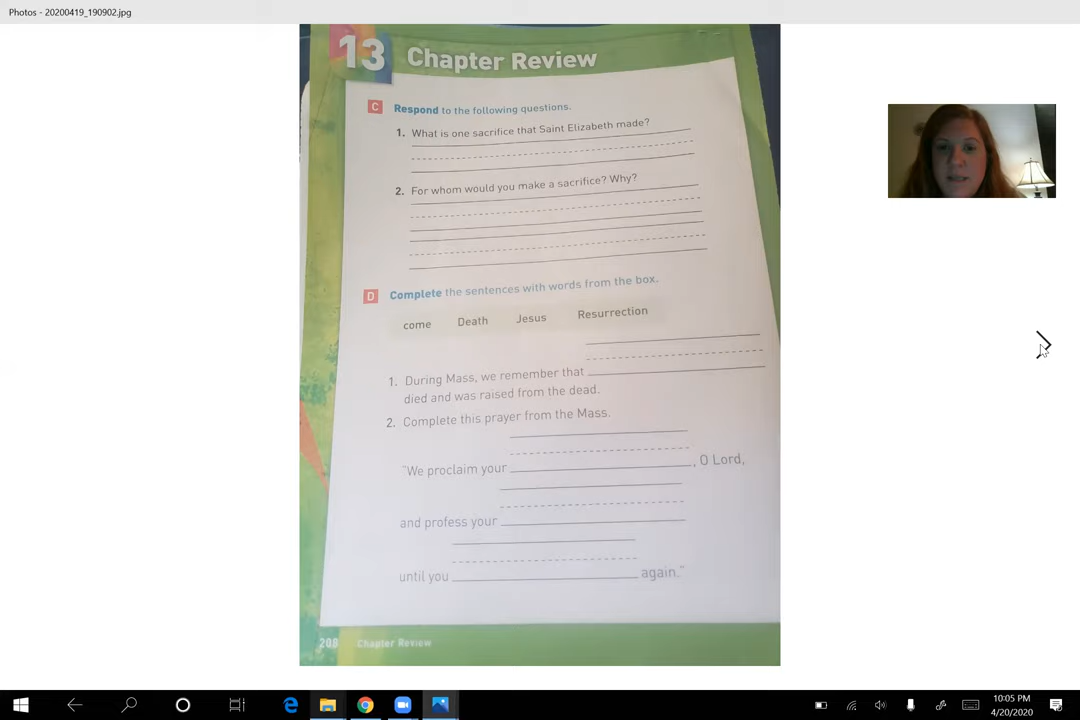 Photos - 20200419_190902.jpg
13 Chapter Review
C Respond to the following questions.
1. What is one sacrifice that Saint Elizabeth made?
2. For whom would you make a sacrifice? Why?
D Complete the sentences with words from the box.
come Death Jesus Resurrection
1. During Mass, we remember that
died and was raised from the dead.
2. Complete this prayer from the Mass.
"We proclaim your , O Lord,
and profess your
until you again."
208 Chapter Review
10:05 PM
4/20/2020